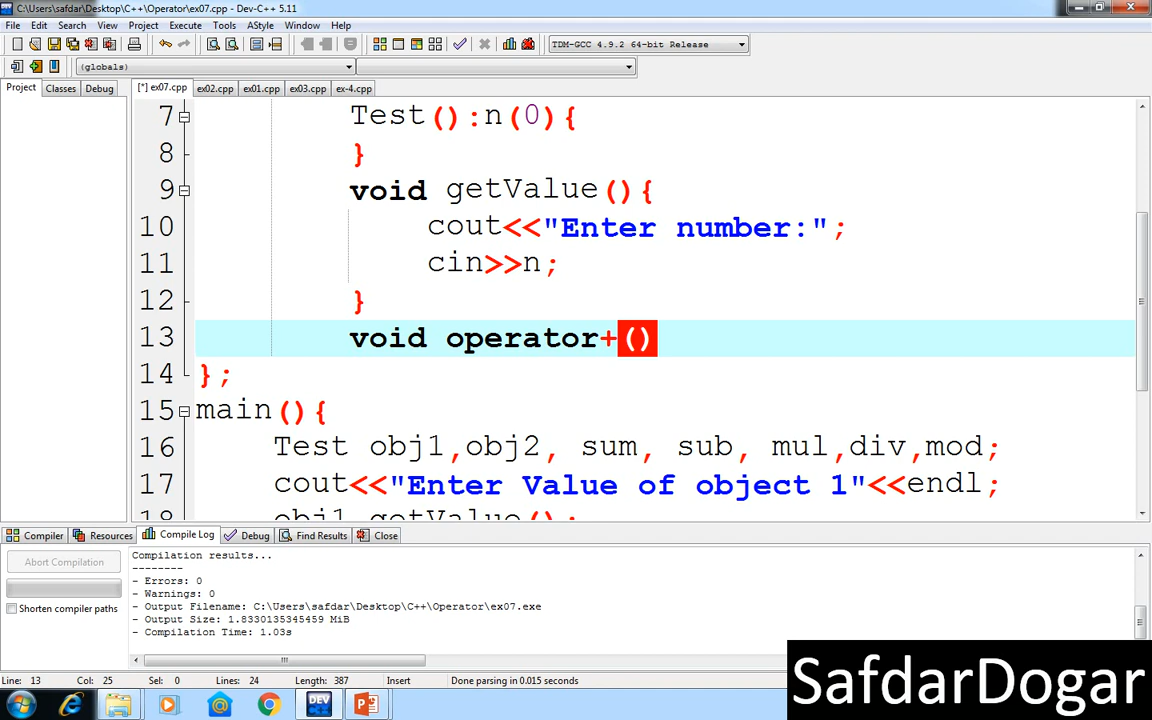 C:\Users\safdar\Desktop\C++\Operator\ex07.cpp - Dev-C++ 5.11
File Edit Search View Project Execute Tools AStyle Window Help
TDM-GCC 4.9.2 64-bit Release
(globals)
Project Classes Debug [*] ex07.cpp ex02.cpp ex01.cpp ex03.cpp ex-4.cpp
7 Test():n(0){
8 }
9 void getValue(){
10 cout<<"Enter number:";
11 cin>>n;
12 }
13 void operator+()
14 };
15 main(){
16 Test obj1,obj2, sum, sub, mul,div,mod;
17 cout<<"Enter Value of object 1"<<endl;
18 obj1.getValue();
Compiler Resources Compile Log Debug Find Results Close
Abort Compilation
Shorten compiler paths
Compilation results...
--------
- Errors: 0
- Warnings: 0
- Output Filename: C:\Users\safdar\Desktop\C++\Operator\ex07.exe
- Output Size: 1.8330135345459 MiB
- Compilation Time: 1.03s
Line: 13 Col: 25 Sel: 0 Lines: 24 Length: 387 Insert Done parsing in 0.015 seconds
SafdarDogar